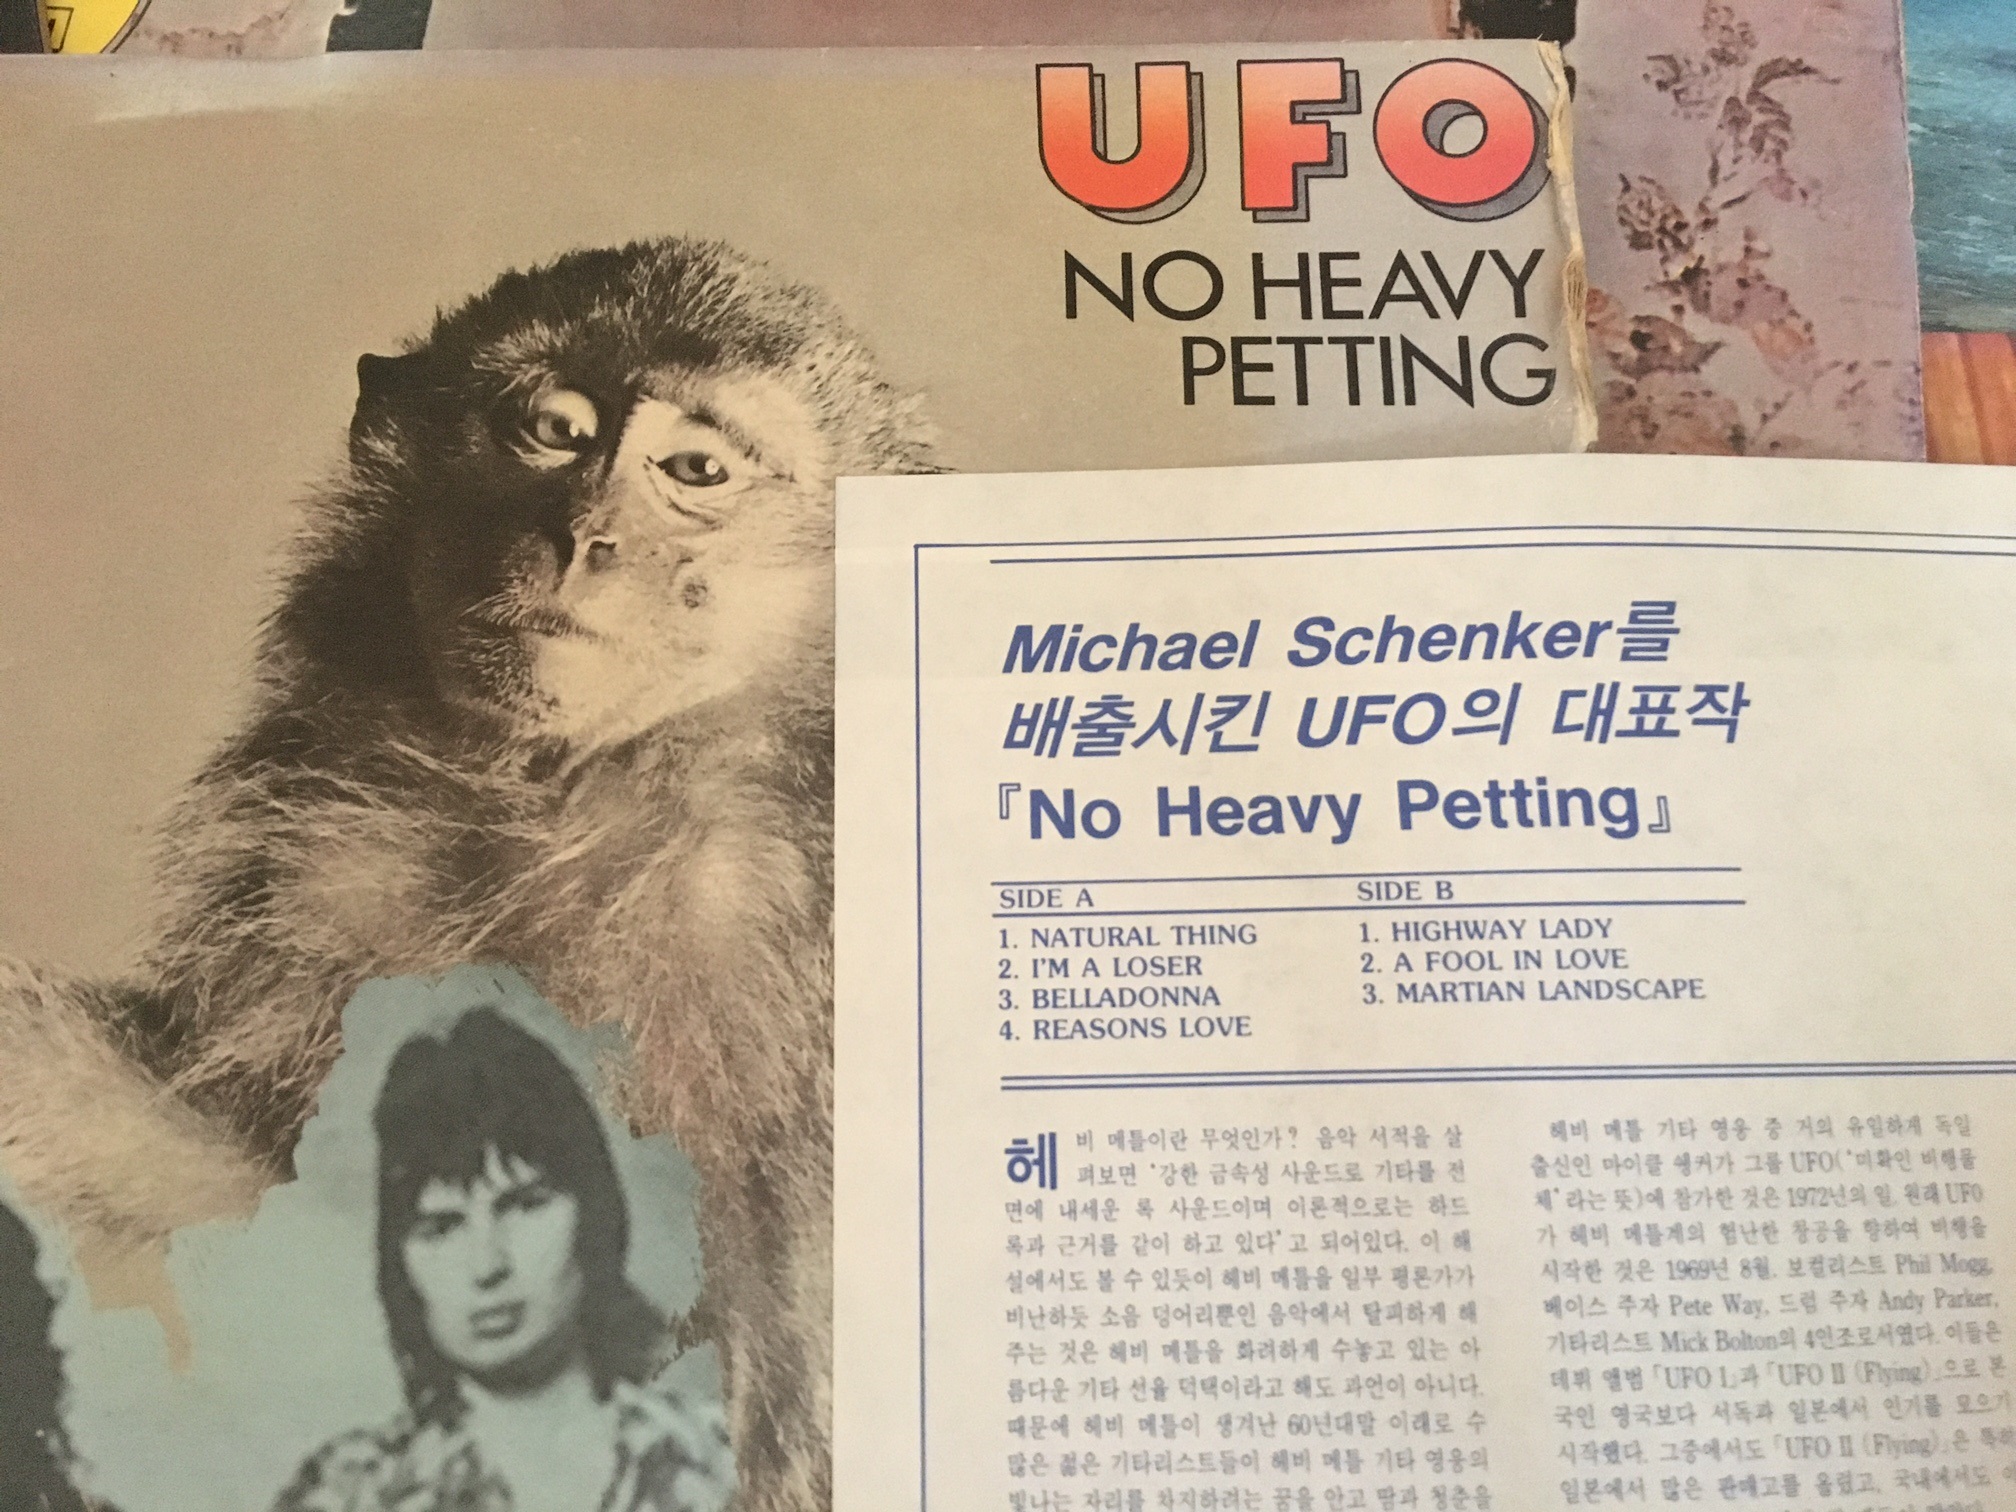 UFO
NO HEAVY
PETTING
Michael Schenker를
배출시킨 UFO의 대표작
『No Heavy Petting』
SIDE A
1. NATURAL THING
2. I'M A LOSER
3. BELLADONNA
4. REASONS LOVE
SIDE B
1. HIGHWAY LADY
2. A FOOL IN LOVE
3. MARTIAN LANDSCAPE
헤비 메틀이란 무엇인가? 음악 서적을 살
펴보면 '강한 금속성 사운드로 기타를 전
면에 내세운 록 사운드이며 이론적으로는 하드
록과 근거를 같이 하고 있다'고 되어있다. 이 해
설에서도 볼 수 있듯이 헤비 메틀을 일부 평론가가
비난하듯 소음 덩어리뿐인 음악에서 탈피하게 해
주는 것은 헤비 메틀을 화려하게 수놓고 있는 아
름다운 기타 선율 덕택이라고 해도 과언이 아니다.
때문에 헤비 메틀이 생겨난 60년대말 이래로 수
많은 젊은 기타리스트들이 헤비 메틀 기타 영웅의
빛나는 자리를 차지하려는 꿈을 안고 땀과 청춘을
헤비 메틀 기타 영웅 중 거의 유일하게 독일
출신인 마이클 쉥커가 그룹 UFO('미확인 비행물
체'라는 뜻)에 참가한 것은 1972년의 일. 원래 UFO
가 헤비 메틀계의 험난한 창공을 향하여 비행을
시작한 것은 1969년 8월. 보컬리스트 Phil Mogg,
베이스 주자 Pete Way, 드럼 주자 Andy Parker,
기타리스트 Mick Bolton의 4인조로서였다. 이들은
데뷔 앨범 「UFO I」과 「UFO II (Flying)」으로 본
국인 영국보다 서독과 일본에서 인기를 모으기
시작했다. 그중에서도 「UFO II (Flying)」은 특히
일본에서 많은 판매고를 올렸고, 국내에서도